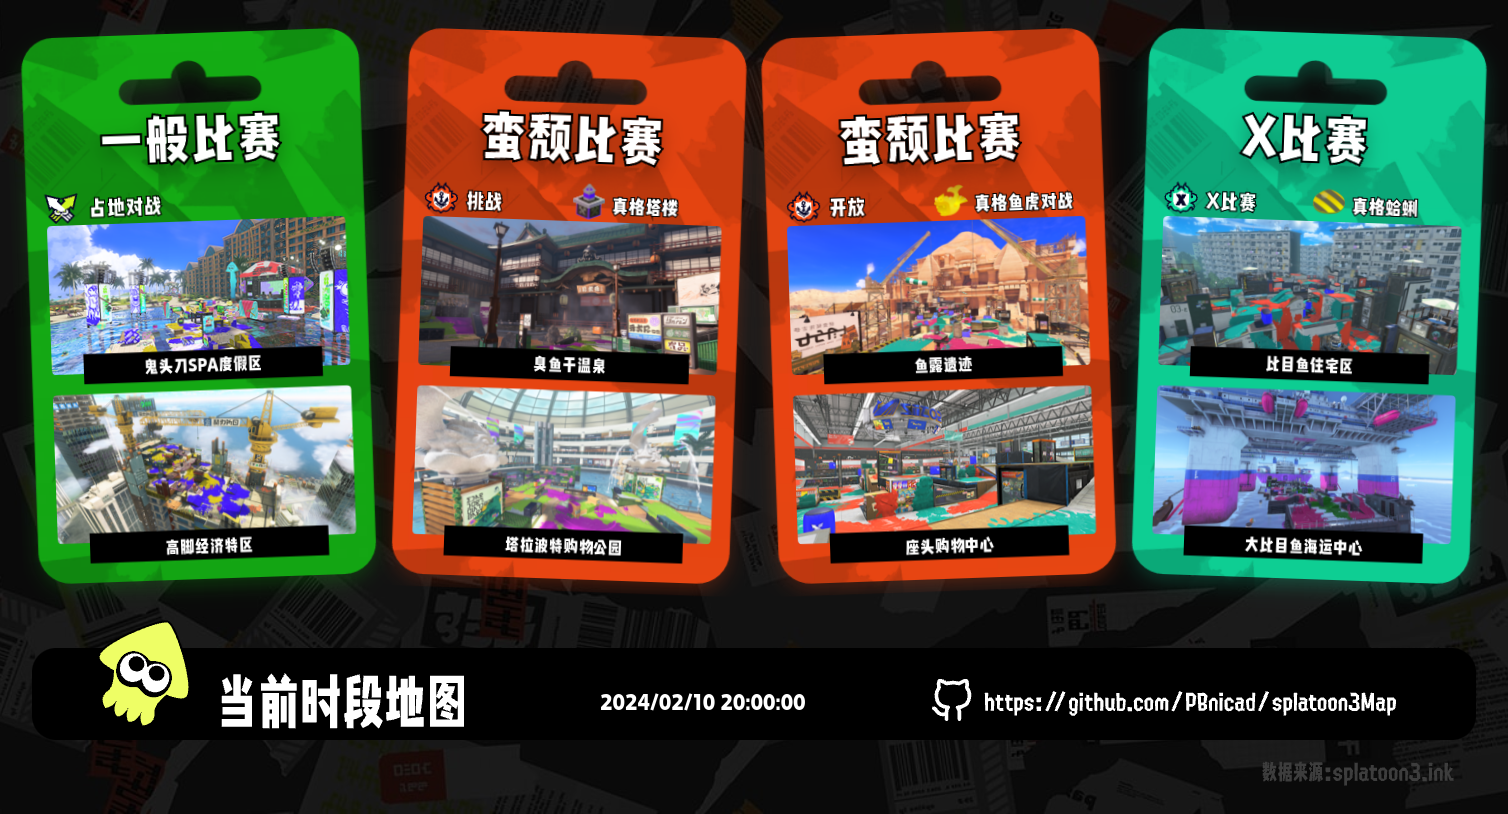 一般比赛
占地对战
鬼头刀SPA度假区
高脚经济特区
蛮颓比赛
挑战
真格塔楼
臭鱼干温泉
塔拉波特购物公园
蛮颓比赛
开放
真格鱼虎对战
鱼露遗迹
座头购物中心
X比赛
X比赛
真格蛤蜊
比目鱼住宅区
大比目鱼海运中心
当前时段地图
2024/02/10 20:00:00
https://github.com/PBnicad/splatoon3Map
数据来源:splatoon3.ink